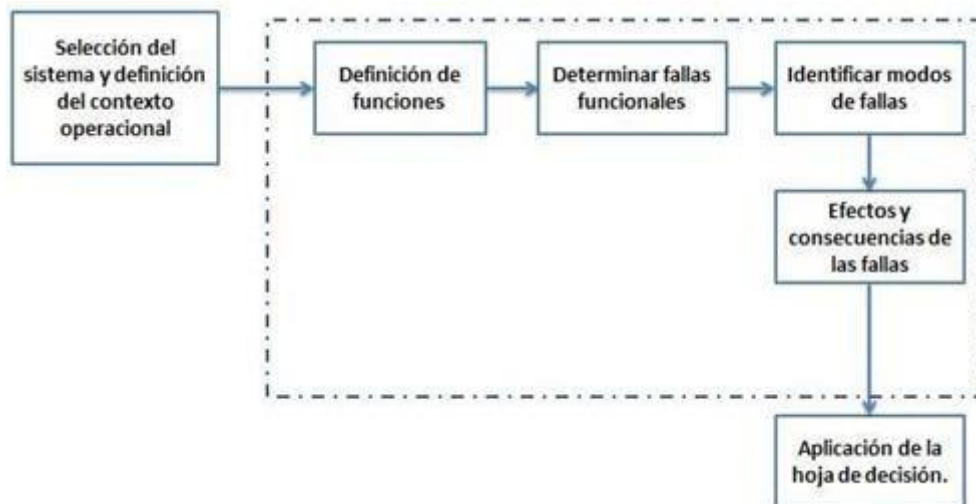 Selección del
sistema y definición
del contexto
operacional
Definición de
funciones
Determinar fallas
funcionales
Identificar modos
de fallas
Efectos y
consecuencias de
las fallas
Aplicación de la
hoja de decisión.